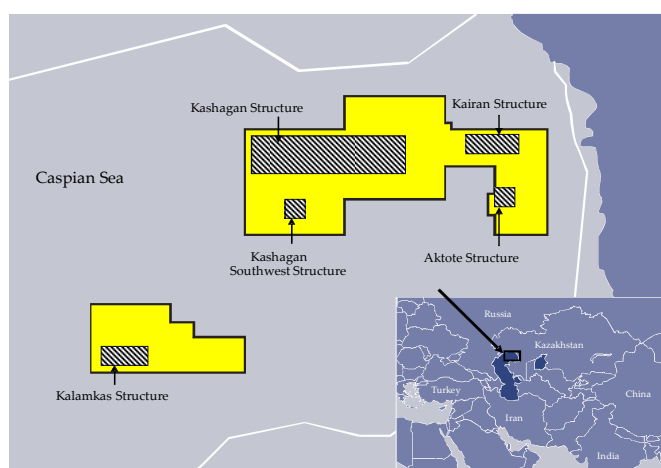 Kashagan Structure
Kairan Structure
Caspian Sea
Kashagan
Southwest Structure
Aktote Structure
Kalamkas Structure
Russia
Kazakhstan
Turkey
China
Iran
India